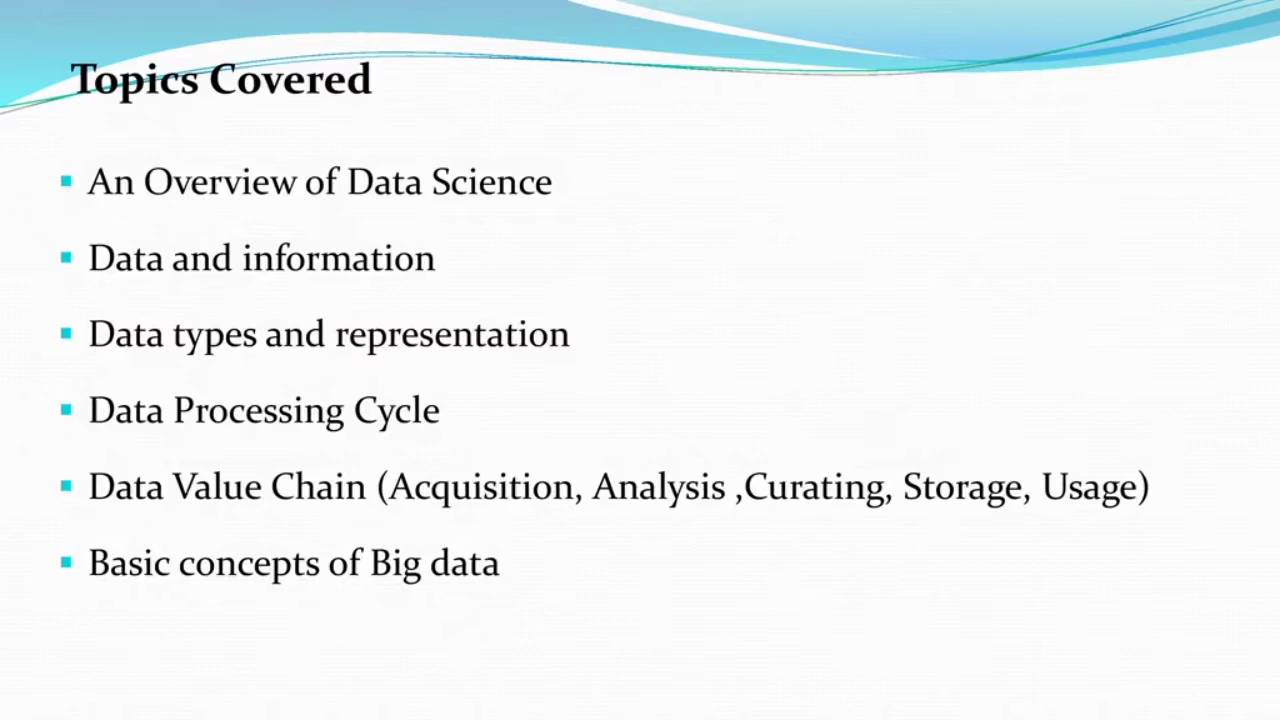 Topics Covered
An Overview of Data Science
Data and information
Data types and representation
Data Processing Cycle
Data Value Chain (Acquisition, Analysis ,Curating, Storage, Usage)
Basic concepts of Big data